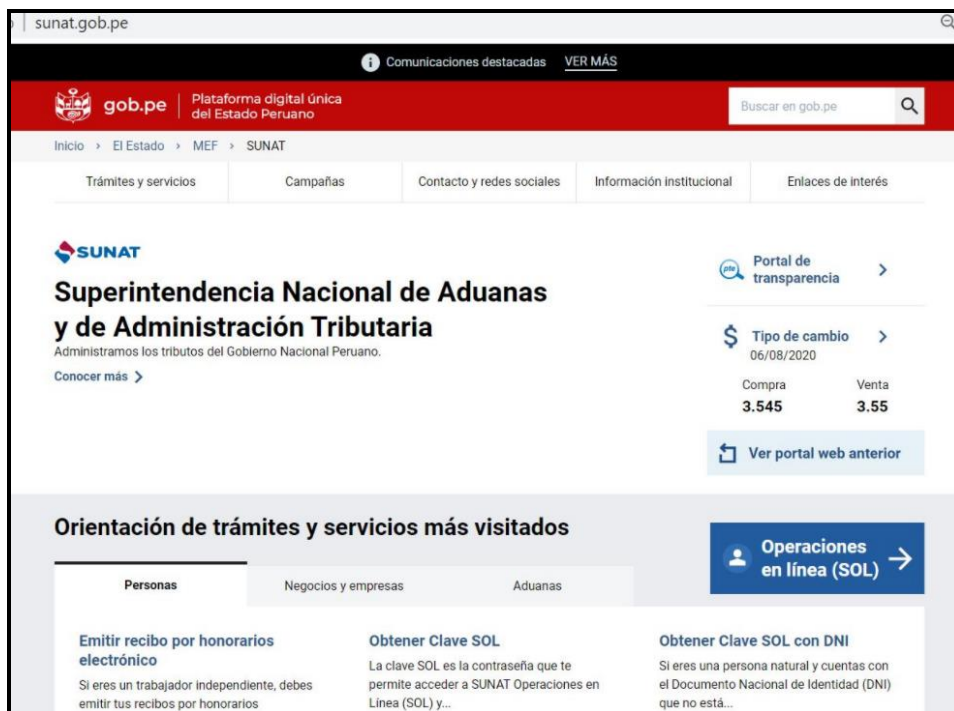 sunat.gob.pe
Comunicaciones destacadas VER MÁS
gob.pe
Plataforma digital única
del Estado Peruano
Buscar en gob.pe
Inicio > El Estado > MEF > SUNAT
Trámites y servicios
Campañas
Contacto y redes sociales
Información institucional
Enlaces de interés
SUNAT
Superintendencia Nacional de Aduanas
y de Administración Tributaria
Administramos los tributos del Gobierno Nacional Peruano.
Conocer más
pte
Portal de
transparencia
$ Tipo de cambio
06/08/2020
Compra Venta
3.545 3.55
Ver portal web anterior
Orientación de trámites y servicios más visitados
Operaciones
en línea (SOL)
Personas
Negocios y empresas
Aduanas
Emitir recibo por honorarios
electrónico
Si eres un trabajador independiente, debes
emitir tus recibos por honorarios
Obtener Clave SOL
La clave SOL es la contraseña que te
permite acceder a SUNAT Operaciones en
Línea (SOL) y...
Obtener Clave SOL con DNI
Si eres una persona natural y cuentas con
el Documento Nacional de Identidad (DNI)
que no está...